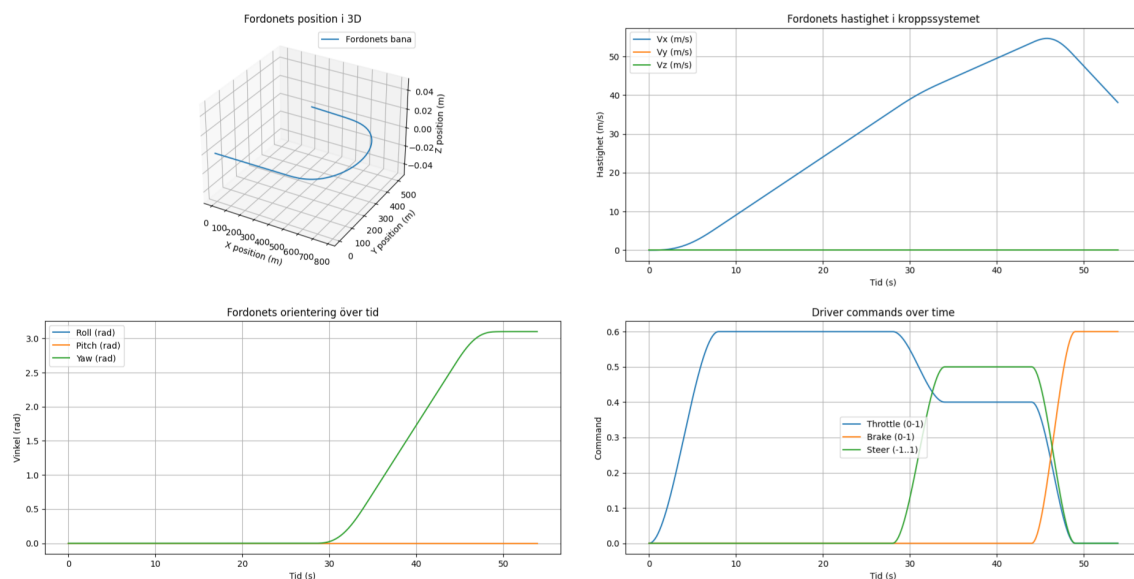 Fordonets position i 3D
Fordonets bana
0.04
0.02
0.00
−0.02
−0.04
Z position (m)
0 100 200 300 400 500 600 700 800
X position (m)
0 100 200 300 400 500
Y position (m)
Fordonets hastighet i kroppssystemet
Vx (m/s)
Vy (m/s)
Vz (m/s)
50
40
30
20
10
0
Hastighet (m/s)
0 10 20 30 40 50
Tid (s)
Fordonets orientering över tid
Roll (rad)
Pitch (rad)
Yaw (rad)
3.0
2.5
2.0
1.5
1.0
0.5
0.0
Vinkel (rad)
0 10 20 30 40 50
Tid (s)
Driver commands over time
0.6
0.5
0.4
0.3
0.2
0.1
0.0
Command
Throttle (0-1)
Brake (0-1)
Steer (-1..1)
0 10 20 30 40 50
Tid (s)